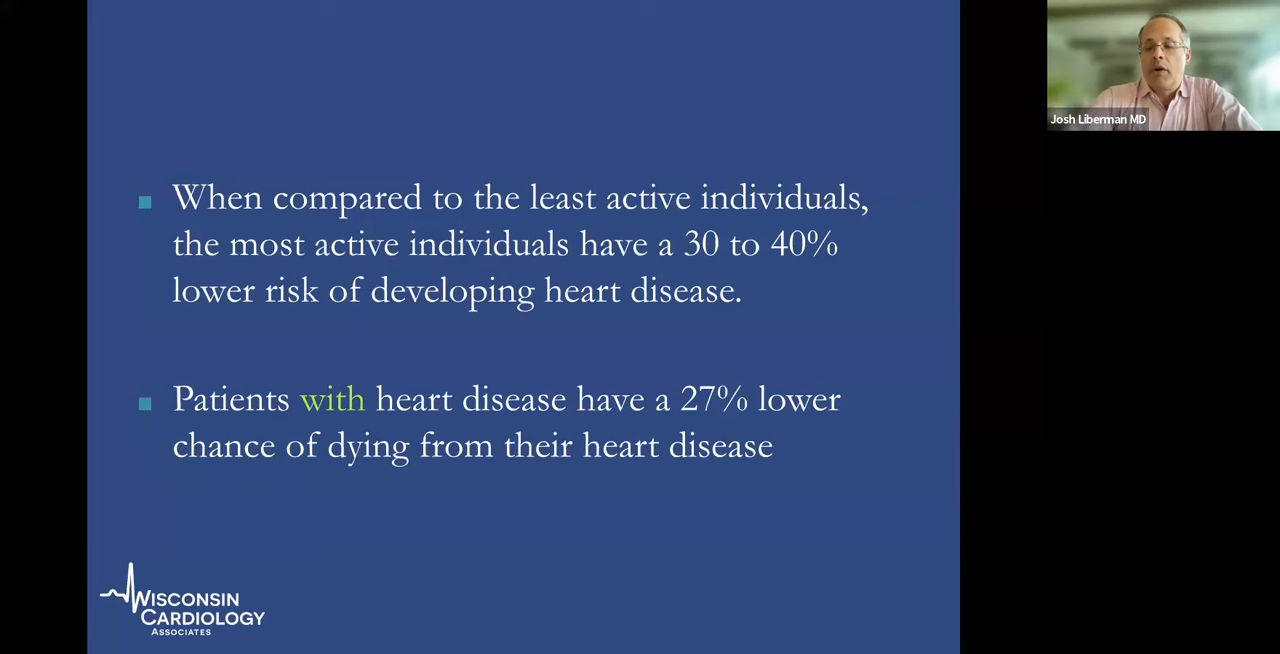 When compared to the least active individuals,
the most active individuals have a 30 to 40%
lower risk of developing heart disease.
Patients with heart disease have a 27% lower
chance of dying from their heart disease
WISCONSIN
CARDIOLOGY
ASSOCIATES
Josh Liberman MD